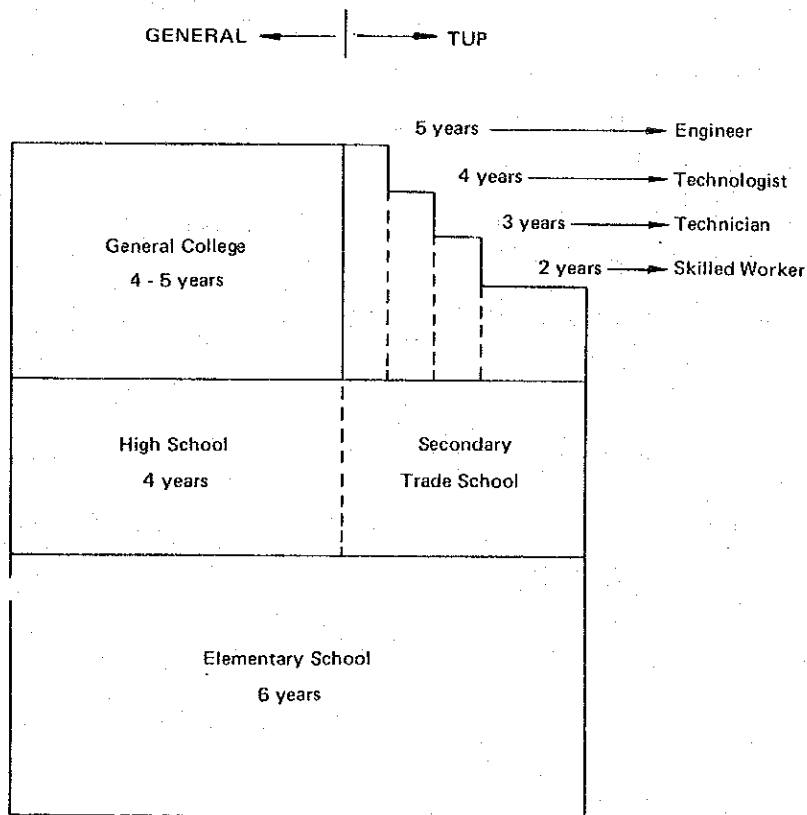 GENERAL TUP
5 years Engineer
4 years Technologist
3 years Technician
2 years Skilled Worker
General College
4 - 5 years
High School
4 years
Secondary
Trade School
Elementary School
6 years